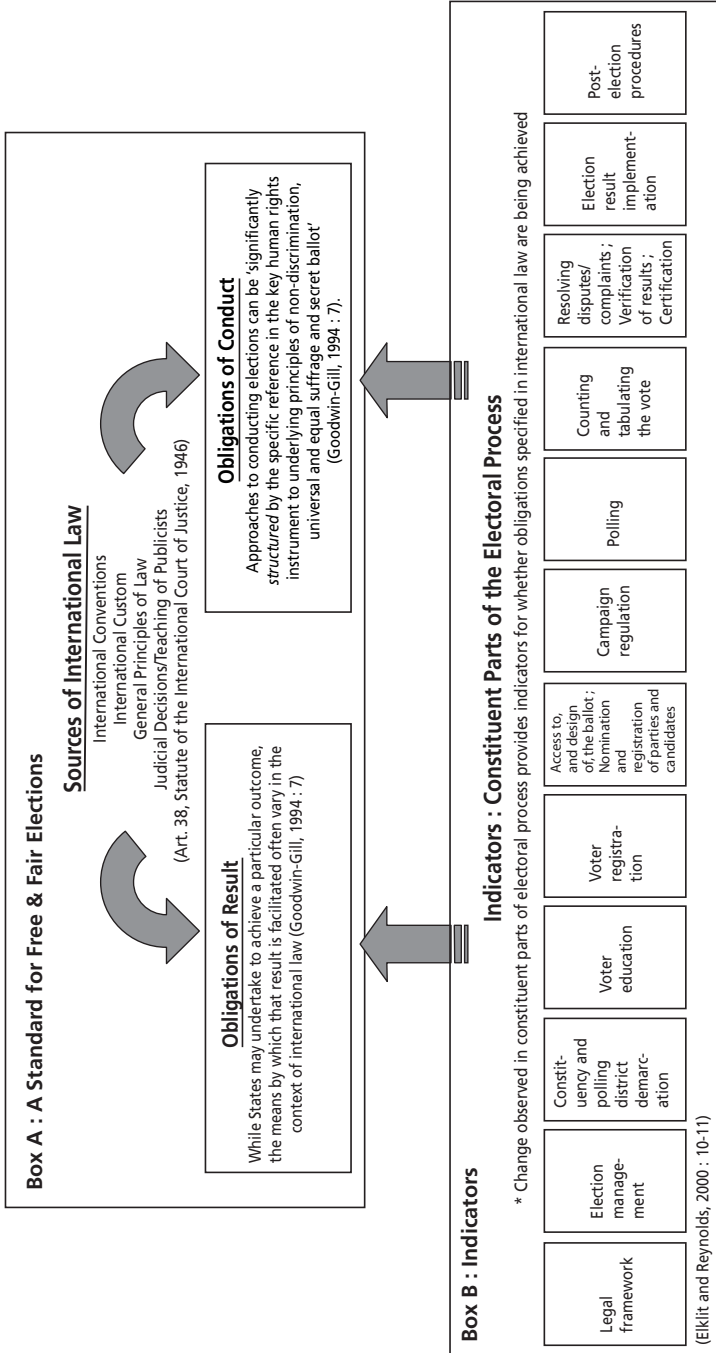 Box A : A Standard for Free & Fair Elections
Sources of International Law
International Conventions
International Custom
General Principles of Law
Judicial Decisions/Teaching of Publicists
(Art. 38, Statute of the International Court of Justice, 1946)
Obligations of Result
While States may undertake to achieve a particular outcome,
the means by which that result is facilitated often vary in the
context of international law (Goodwin-Gill, 1994 : 7)
Obligations of Conduct
Approaches to conducting elections can be ‘significantly
structured by the specific reference in the key human rights
instrument to underlying principles of non-discrimination,
universal and equal suffrage and secret ballot’
(Goodwin-Gill, 1994 : 7).
Box B : Indicators
Indicators : Constituent Parts of the Electoral Process
* Change observed in constituent parts of electoral process provides indicators for whether obligations specified in international law are being achieved
Legal
framework
Election
manage-
ment
Constit-
uency and
polling
district
demarc-
ation
Voter
education
Voter
registra-
tion
Access to,
and design
of, the ballot ;
Nomination
and
registration
of parties and
candidates
Campaign
regulation
Polling
Counting
and
tabulating
the vote
Resolving
disputes/
complaints ;
Verification
of results ;
Certification
Election
result
implement-
ation
Post-
election
procedures
(Elklit and Reynolds, 2000 : 10-11)